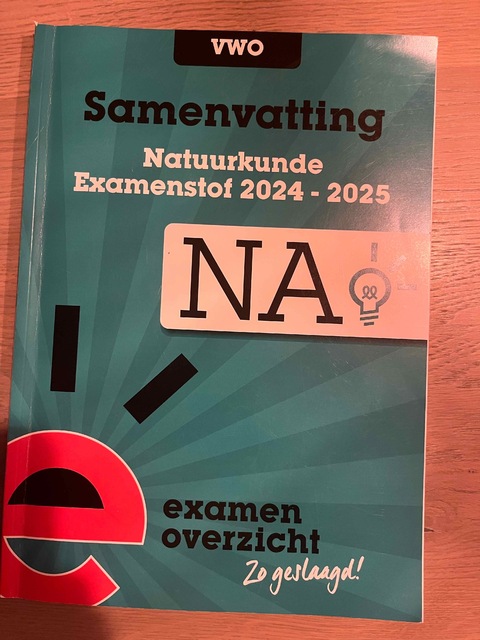 VWO
Samenvatting
Natuurkunde
Examenstof 2024 - 2025
NA
e
examen
overzicht
Zo geslaagd!